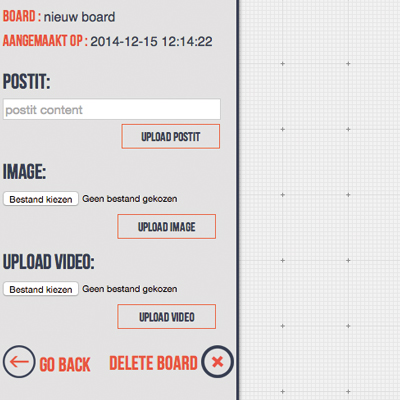 BOARD : nieuw board
AANGEMAAKT OP : 2014-12-15 12:14:22
POSTIT:
postit content
UPLOAD POSTIT
IMAGE:
Bestand kiezen Geen bestand gekozen
UPLOAD IMAGE
UPLOAD VIDEO:
Bestand kiezen Geen bestand gekozen
UPLOAD VIDEO
GO BACK DELETE BOARD